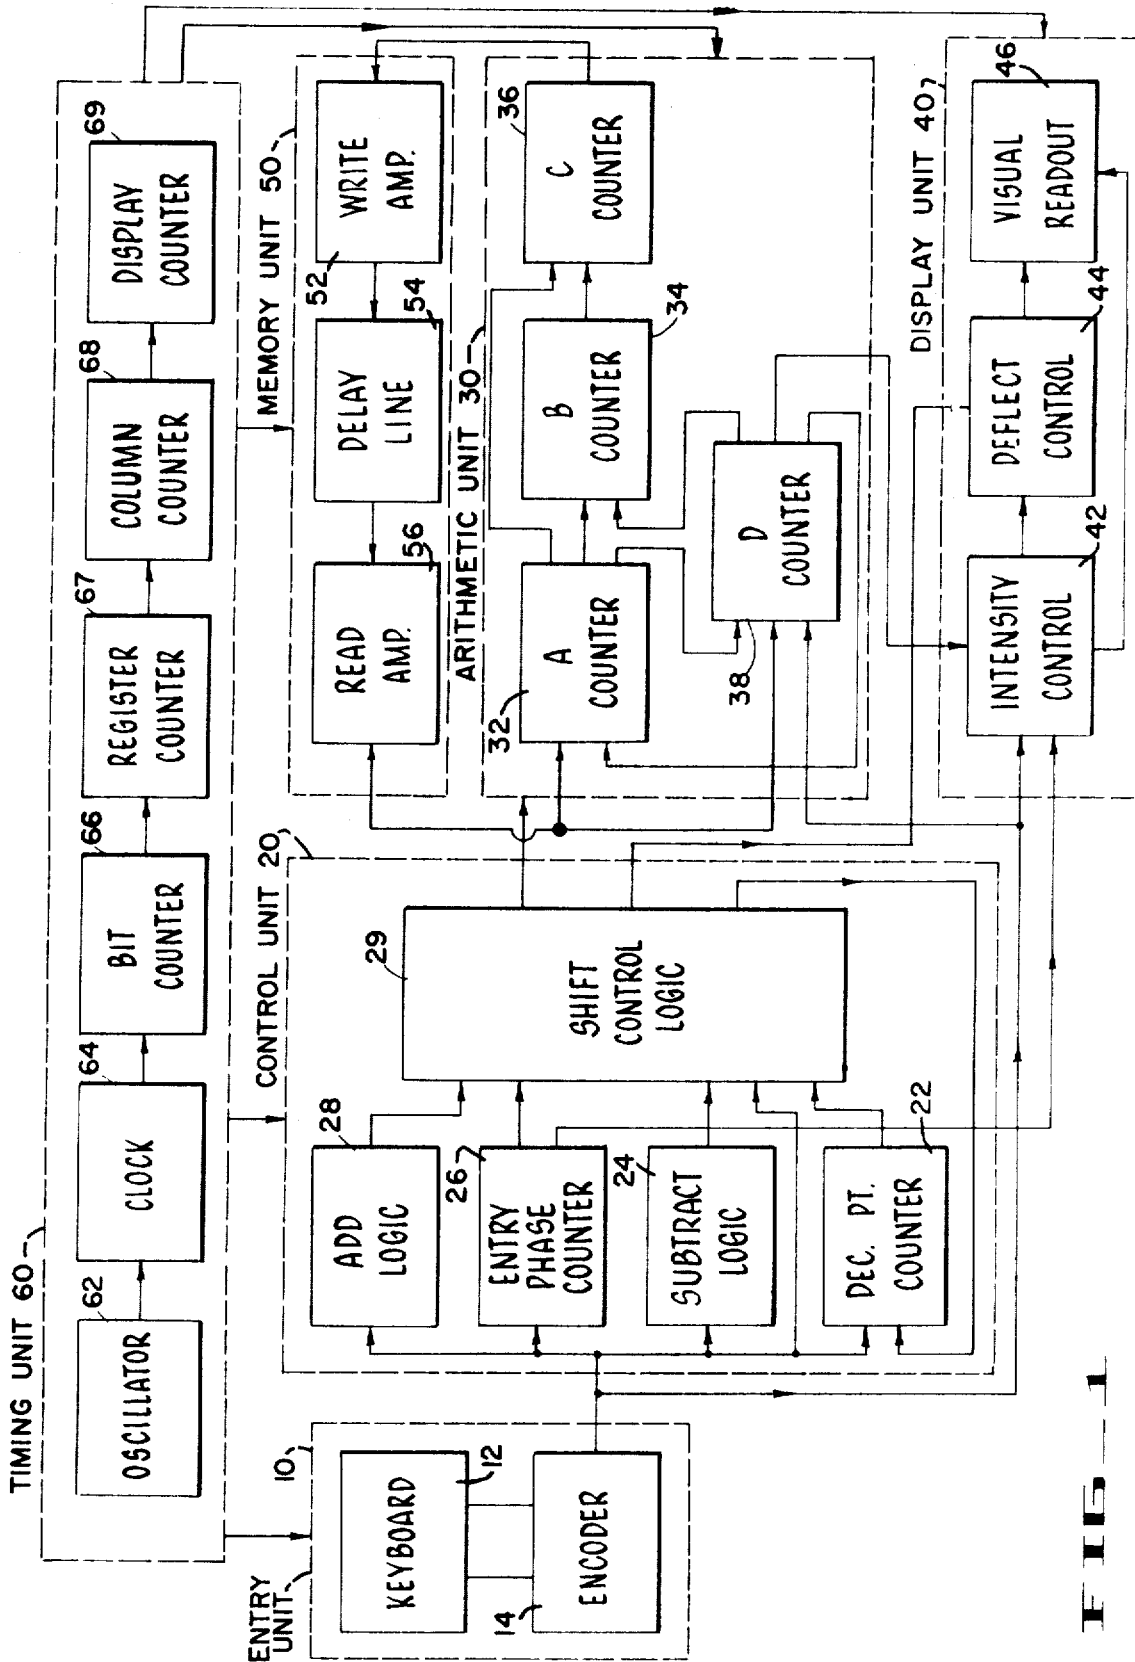 TIMING UNIT 60
62
OSCILLATOR
64
CLOCK
66
BIT
COUNTER
67
REGISTER
COUNTER
68
COLUMN
COUNTER
69
DISPLAY
COUNTER
ENTRY
UNIT
10
KEYBOARD
12
14
ENCODER
CONTROL UNIT 20
28
ADD
LOGIC
26
ENTRY
PHASE
COUNTER
24
SUBTRACT
LOGIC
22
DEC. PT.
COUNTER
29
SHIFT
CONTROL
LOGIC
MEMORY UNIT 50
56
READ
AMP.
54
DELAY
LINE
52
WRITE
AMP.
ARITHMETIC UNIT 30
32
A
COUNTER
34
B
COUNTER
36
C
COUNTER
38
D
COUNTER
DISPLAY UNIT 40
42
INTENSITY
CONTROL
44
DEFLECT
CONTROL
46
VISUAL
READOUT
FIG 1